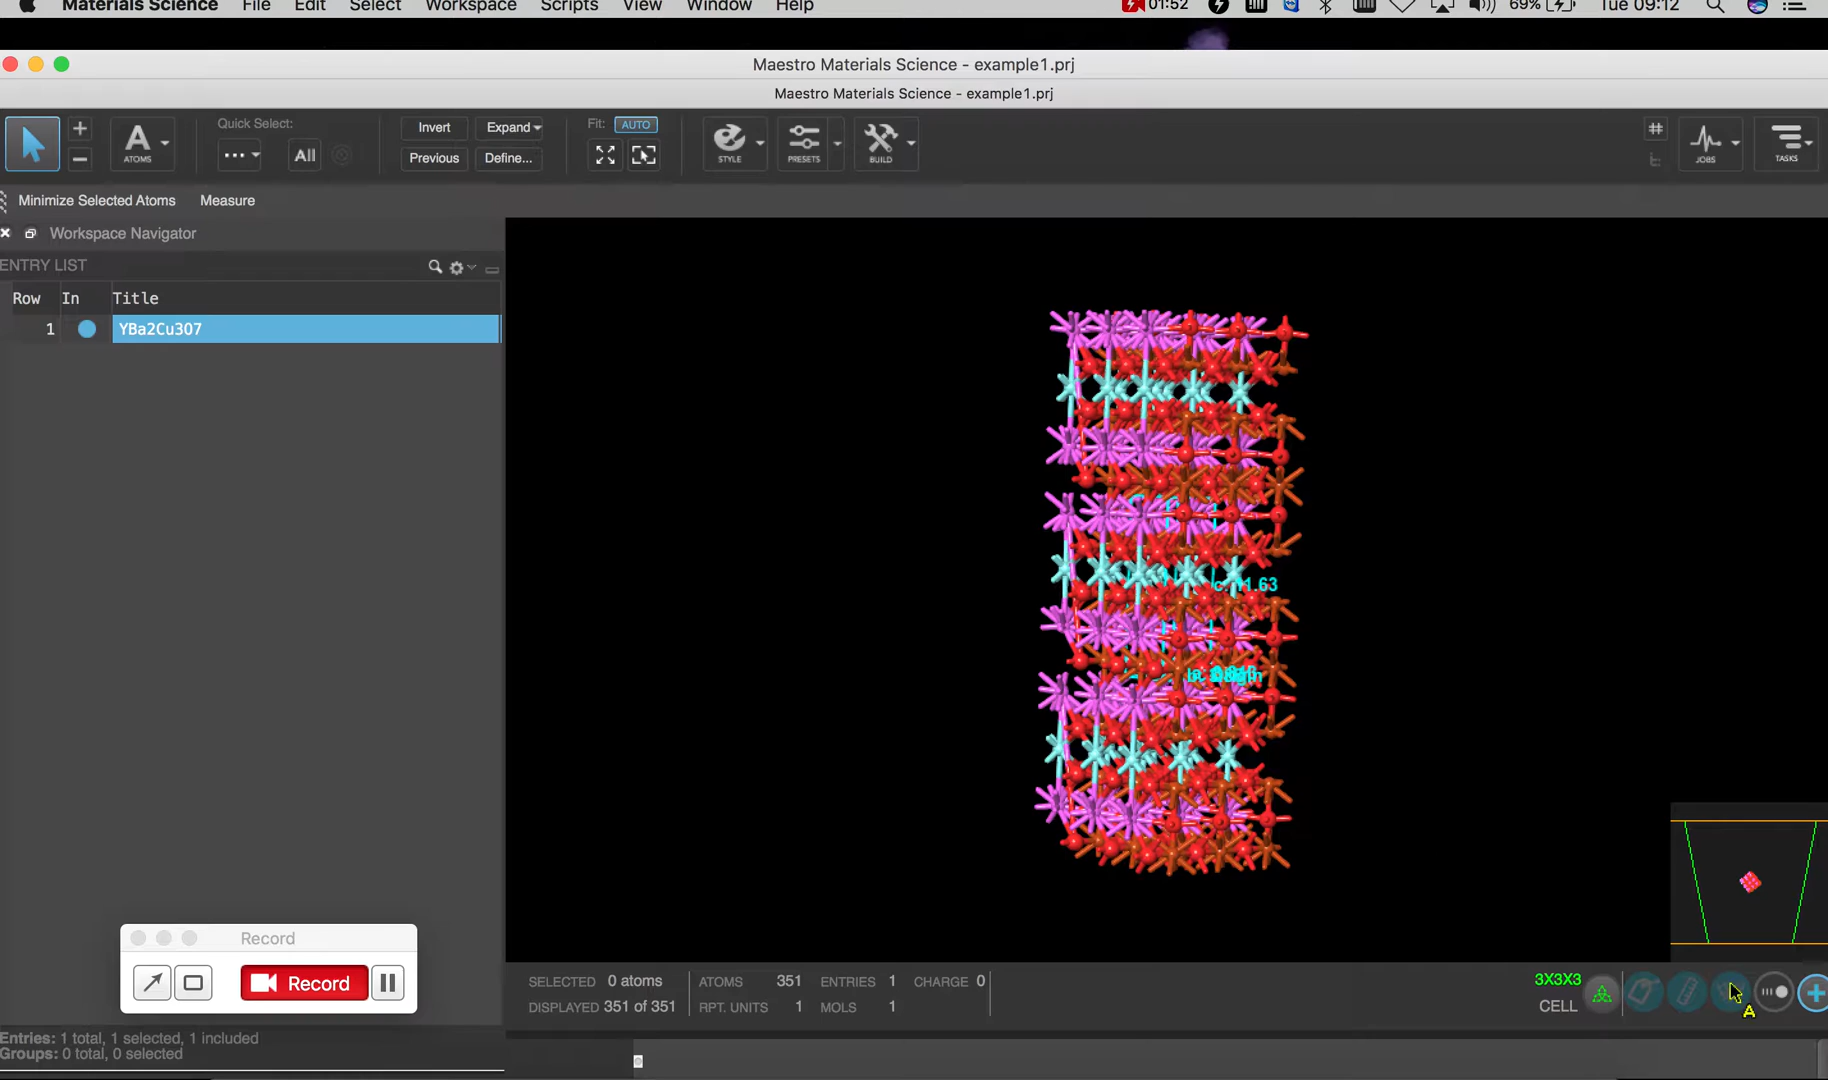 Materials Science File Edit Select Workspace Scripts View Window Help 01:52 69% Tue 09:12
Maestro Materials Science - example1.prj
Maestro Materials Science - example1.prj
ATOMS
Quick Select:
All
Invert Expand
Previous Define...
Fit: AUTO
STYLE
PRESETS
BUILD
JOBS
TASKS
Minimize Selected Atoms Measure
Workspace Navigator
ENTRY LIST
Row In Title
1 YBa2Cu3O7
Record
Record
SELECTED 0 atoms ATOMS 351 ENTRIES 1 CHARGE 0
DISPLAYED 351 of 351 RPT. UNITS 1 MOLS 1
3X3X3
CELL
A
Entries: 1 total, 1 selected, 1 included
Groups: 0 total, 0 selected